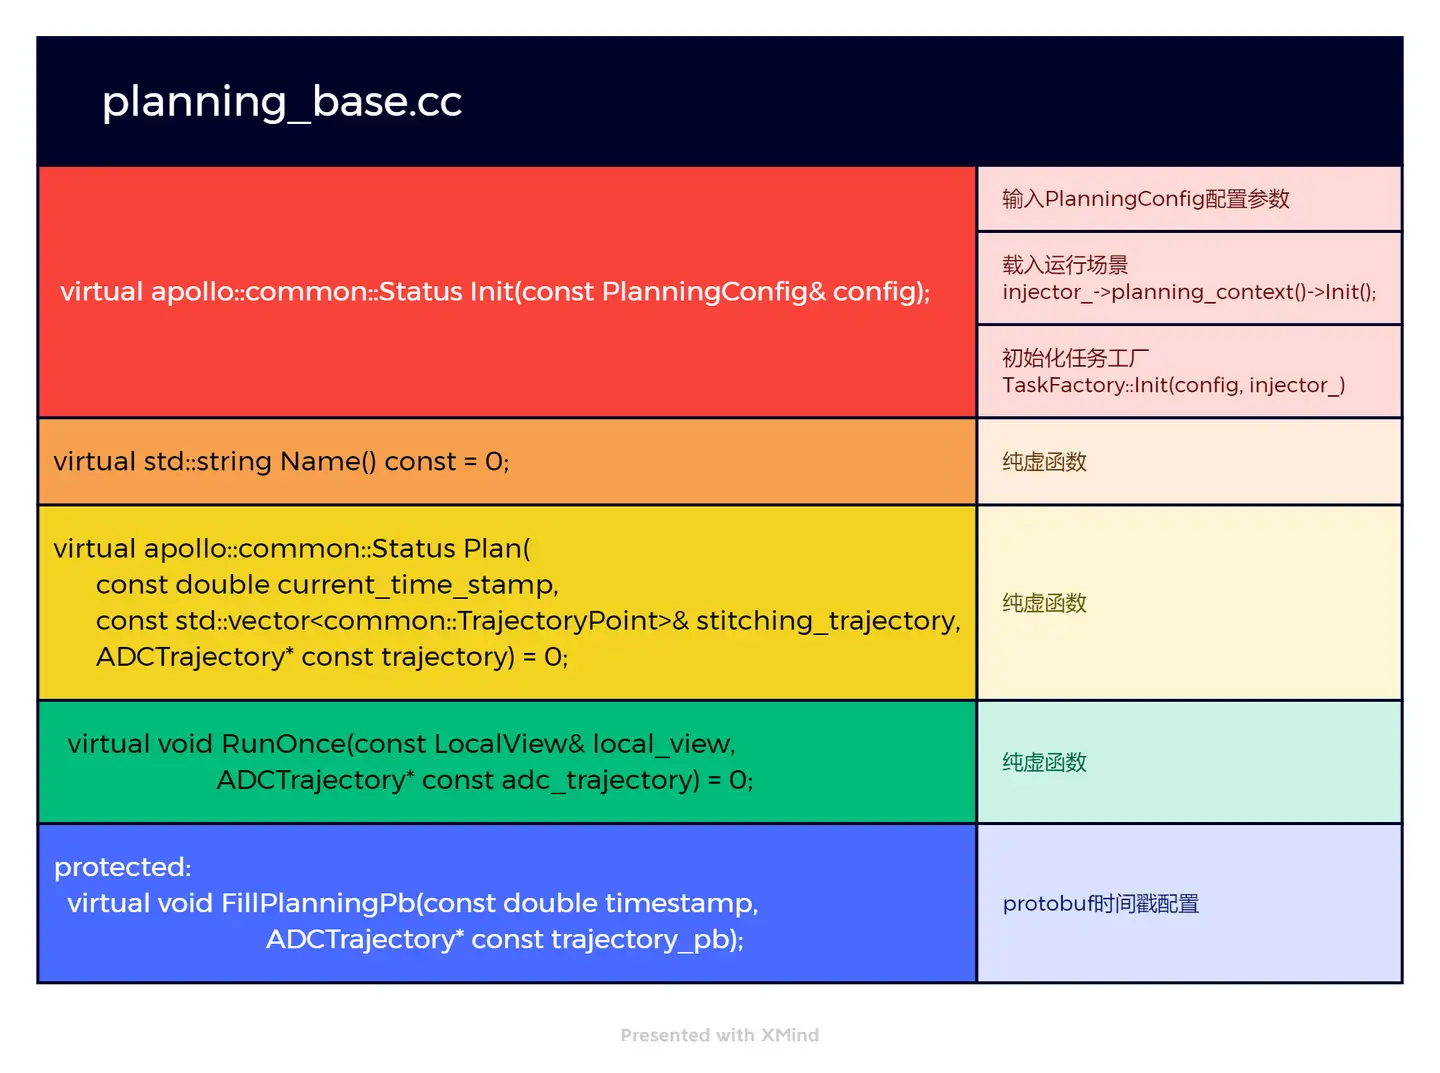 planning_base.cc
virtual apollo::common::Status Init(const PlanningConfig& config);
输入PlanningConfig配置参数
载入运行场景
injector_->planning_context()->Init();
初始化任务工厂
TaskFactory::Init(config, injector_)
virtual std::string Name() const = 0;
纯虚函数
virtual apollo::common::Status Plan(
const double current_time_stamp,
const std::vector<common::TrajectoryPoint>& stitching_trajectory,
ADCTrajectory* const trajectory) = 0;
纯虚函数
virtual void RunOnce(const LocalView& local_view,
ADCTrajectory* const adc_trajectory) = 0;
纯虚函数
protected:
virtual void FillPlanningPb(const double timestamp,
ADCTrajectory* const trajectory_pb);
protobuf时间戳配置
Presented with XMind